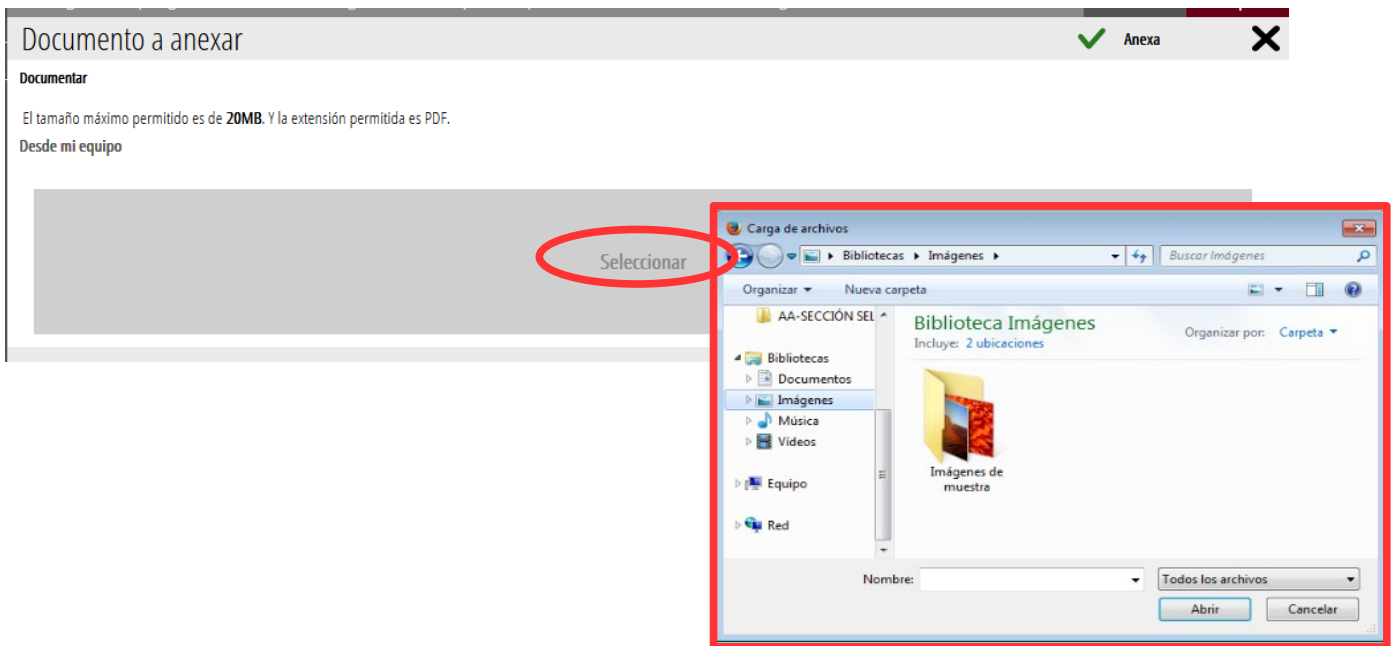 Documento a anexar
Anexa
Documentar
El tamaño máximo permitido es de 20MB. Y la extensión permitida es PDF.
Desde mi equipo
Seleccionar
Carga de archivos
Bibliotecas Imágenes
Buscar Imágenes
Organizar Nueva carpeta
AA-SECCIÓN SEL
Bibliotecas
Documentos
Imágenes
Música
Vídeos
Equipo
Red
Biblioteca Imágenes
Incluye: 2 ubicaciones
Organizar por: Carpeta
Imágenes de
muestra
Nombre:
Todos los archivos
Abrir Cancelar